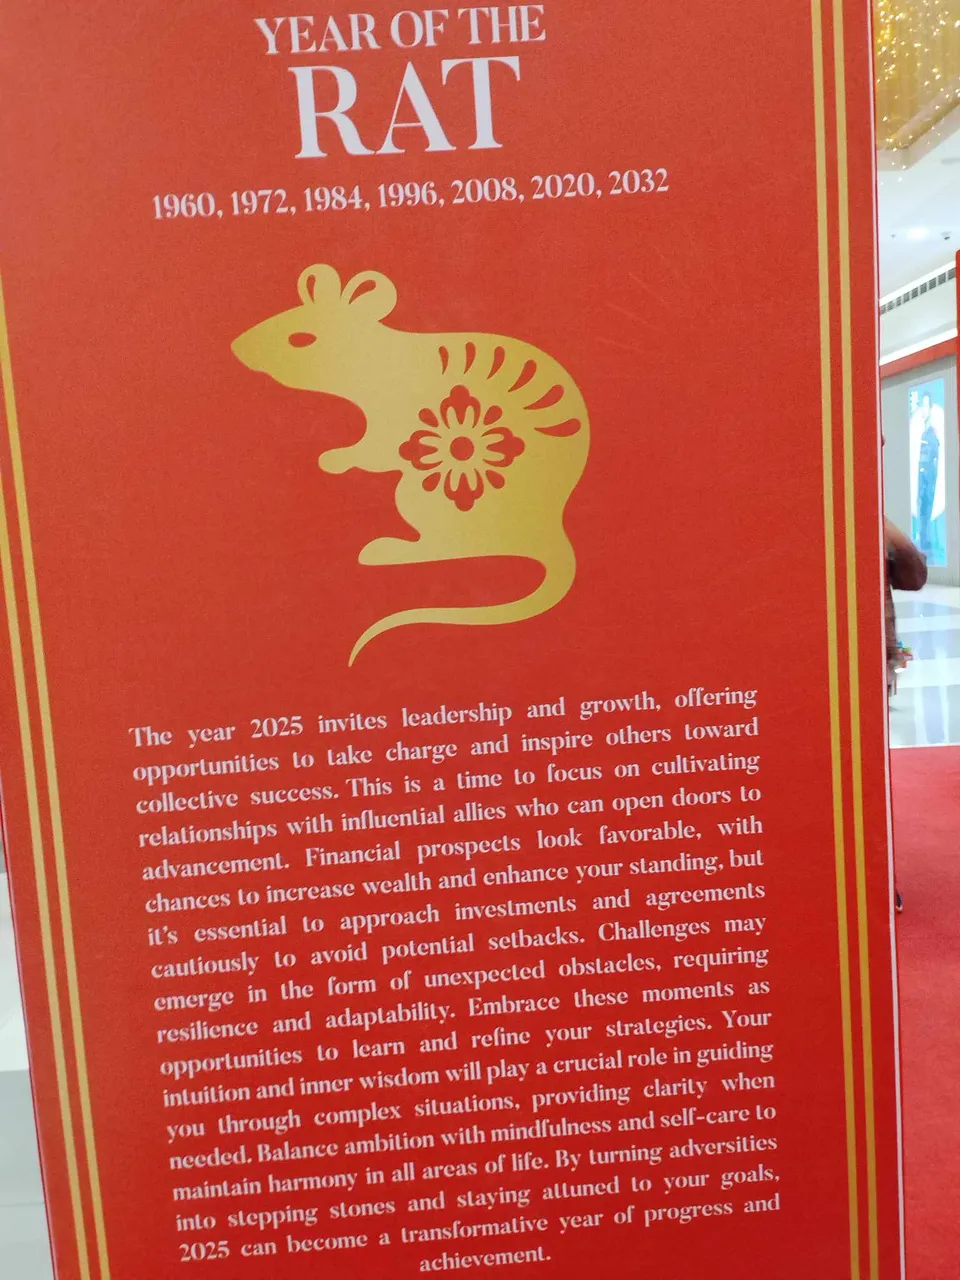 YEAR OF THE
RAT
1960, 1972, 1984, 1996, 2008, 2020, 2032
The year 2025 invites leadership and growth, offering
opportunities to take charge and inspire others toward
collective success. This is a time to focus on cultivating
relationships with influential allies who can open doors to
advancement. Financial prospects look favorable, with
chances to increase wealth and enhance your standing, but
it's essential to approach investments and agreements
cautiously to avoid potential setbacks. Challenges may
emerge in the form of unexpected obstacles, requiring
resilience and adaptability. Embrace these moments as
opportunities to learn and refine your strategies. Your
intuition and inner wisdom will play a crucial role in guiding
you through complex situations, providing clarity when
needed. Balance ambition with mindfulness and self-care to
maintain harmony in all areas of life. By turning adversities
into stepping stones and staying attuned to your goals,
2025 can become a transformative year of progress and
achievement.